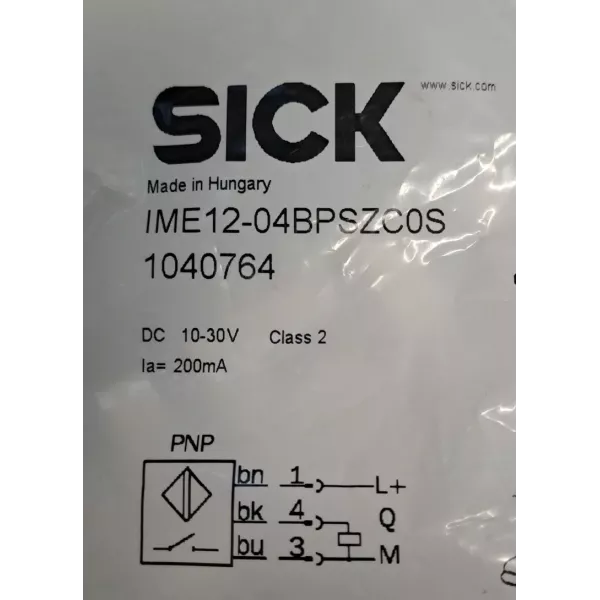 SICK
www.sick.com
Made in Hungary
IME12-04BPSZC0S
1040764
DC 10-30V Class 2
Ia= 200mA
PNP
bn 1 L+
bk 4 Q
bu 3 M